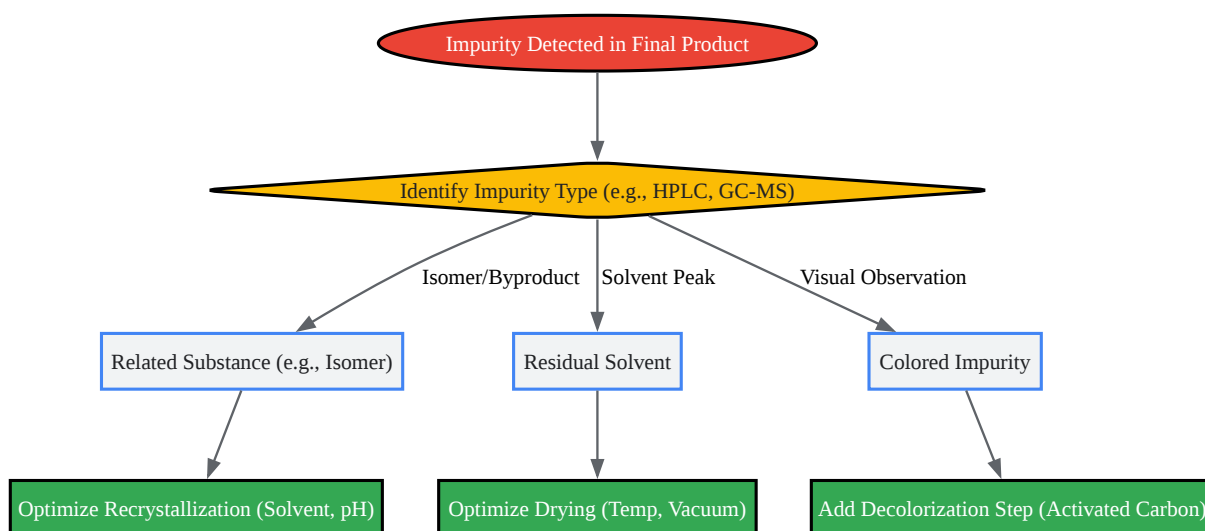 Impurity Detected in Final Product
Identify Impurity Type (e.g., HPLC, GC-MS)
Isomer/Byproduct
Solvent Peak
Visual Observation
Related Substance (e.g., Isomer)
Residual Solvent
Colored Impurity
Optimize Recrystallization (Solvent, pH)
Optimize Drying (Temp, Vacuum)
Add Decolorization Step (Activated Carbon)